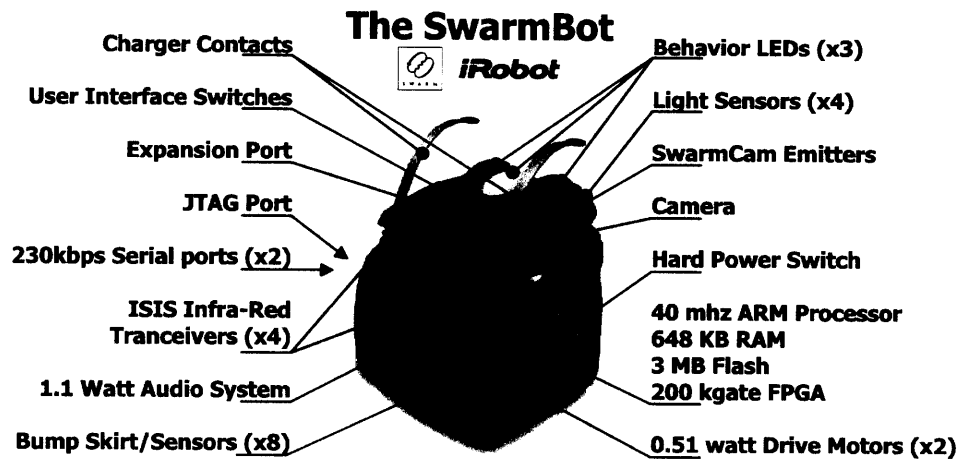 The SwarmBot
SWARM
iRobot
Charger Contacts
User Interface Switches
Expansion Port
JTAG Port
230kbps Serial ports (x2)
ISIS Infra-Red
Tranceivers (x4)
1.1 Watt Audio System
Bump Skirt/Sensors (x8)
Behavior LEDs (x3)
Light Sensors (x4)
SwarmCam Emitters
Camera
Hard Power Switch
40 mhz ARM Processor
648 KB RAM
3 MB Flash
200 kgate FPGA
0.51 watt Drive Motors (x2)